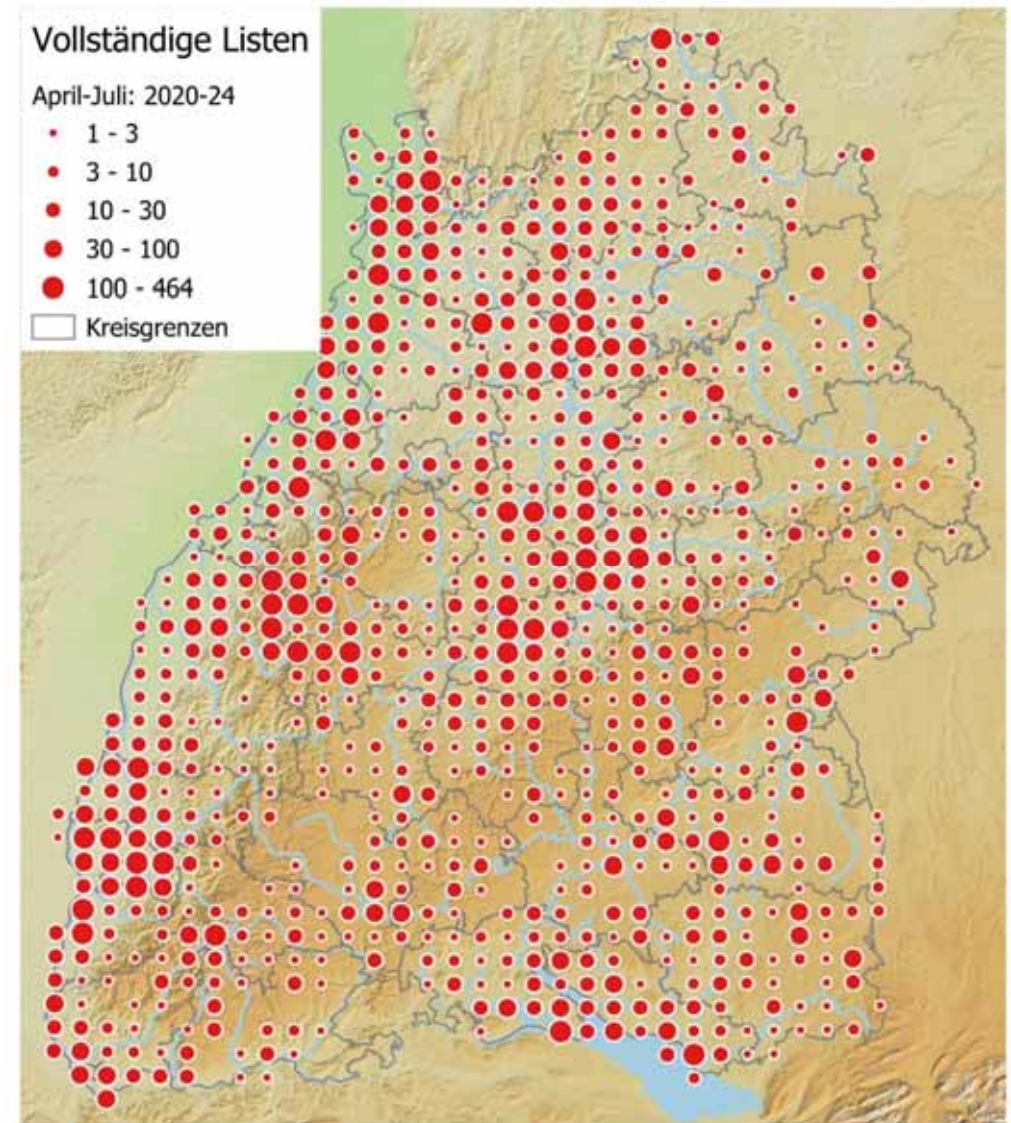 Vollständige Listen
April-Juli: 2020-24
1 - 3
3 - 10
10 - 30
30 - 100
100 - 464
Kreisgrenzen